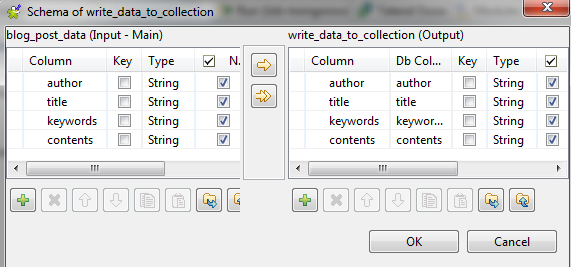 Schema of write_data_to_collection
blog_post_data (Input - Main)
write_data_to_collection (Output)
Column Key Type N..
author String
title String
keywords String
contents String
Column Db Col... Key Type
author author String
title title String
keywords keywor... String
contents contents String
OK Cancel